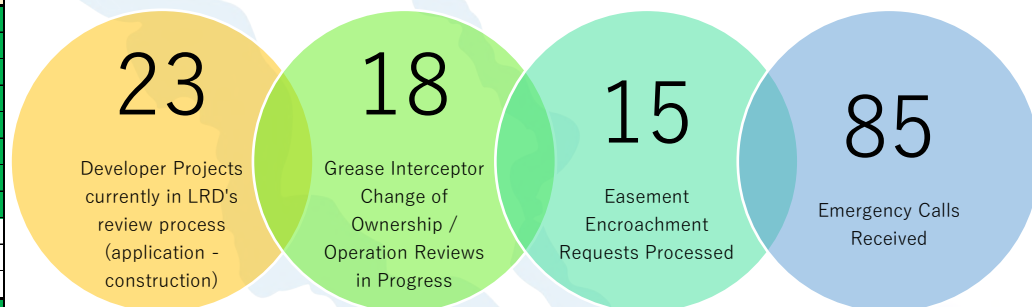 23
Developer Projects
currently in LRD's
review process
(application -
construction)
18
Grease Interceptor
Change of
Ownership /
Operation Reviews
in Progress
15
Easement
Encroachment
Requests Processed
85
Emergency Calls
Received